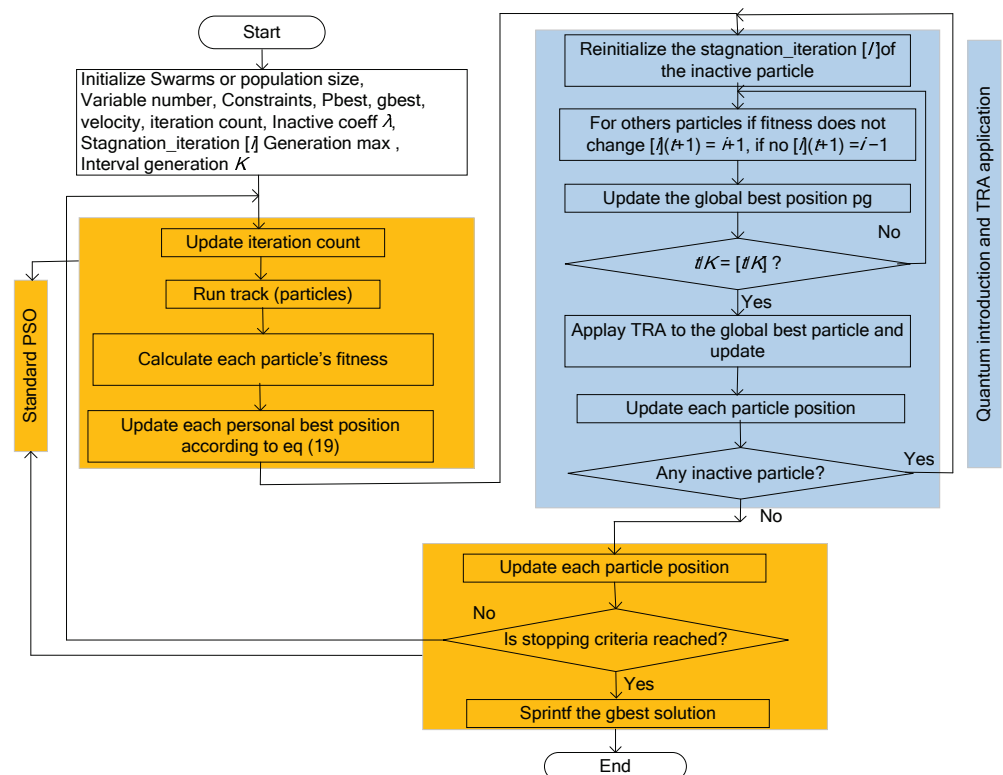 Start
Initialize Swarms or population size,
Variable number, Constraints, Pbest, gbest,
velocity, iteration count, Inactive coeff λ,
Stagnation_iteration [i] Generation max ,
Interval generation K
Update iteration count
Run track (particles)
Calculate each particle's fitness
Update each personal best position
according to eq (19)
Standard PSO
Reinitialize the stagnation_iteration [i]of
the inactive particle
For others particles if fitness does not
change [i](t+1) = i+1, if no [i](t+1) =i−1
Update the global best position pg
No
t/K = [t/K] ?
Yes
Applay TRA to the global best particle and
update
Update each particle position
Any inactive particle?
Yes
No
Quantum introduction and TRA application
Update each particle position
No
Is stopping criteria reached?
Yes
Sprintf the gbest solution
End